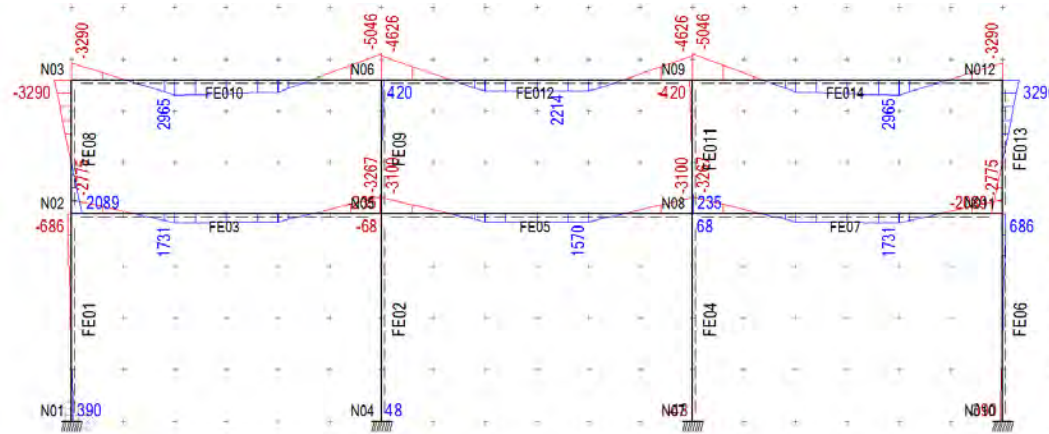 -3290 -5046 -4626 -4626 -5046 -3290
N03 N06 N09 N012
-3290 2965 FE010 420 FE012 2214 -420 2965 FE014 3290
FE08 FE09 FE011 FE013
-2775 -3267 -3100 -3100 -3267 -2775
N02 2089 N05 N08 235
-686 1731 FE03 -68 FE05 1570 68 FE07 1731 686
FE01 FE02 FE04 FE06
N01 390 N04 48